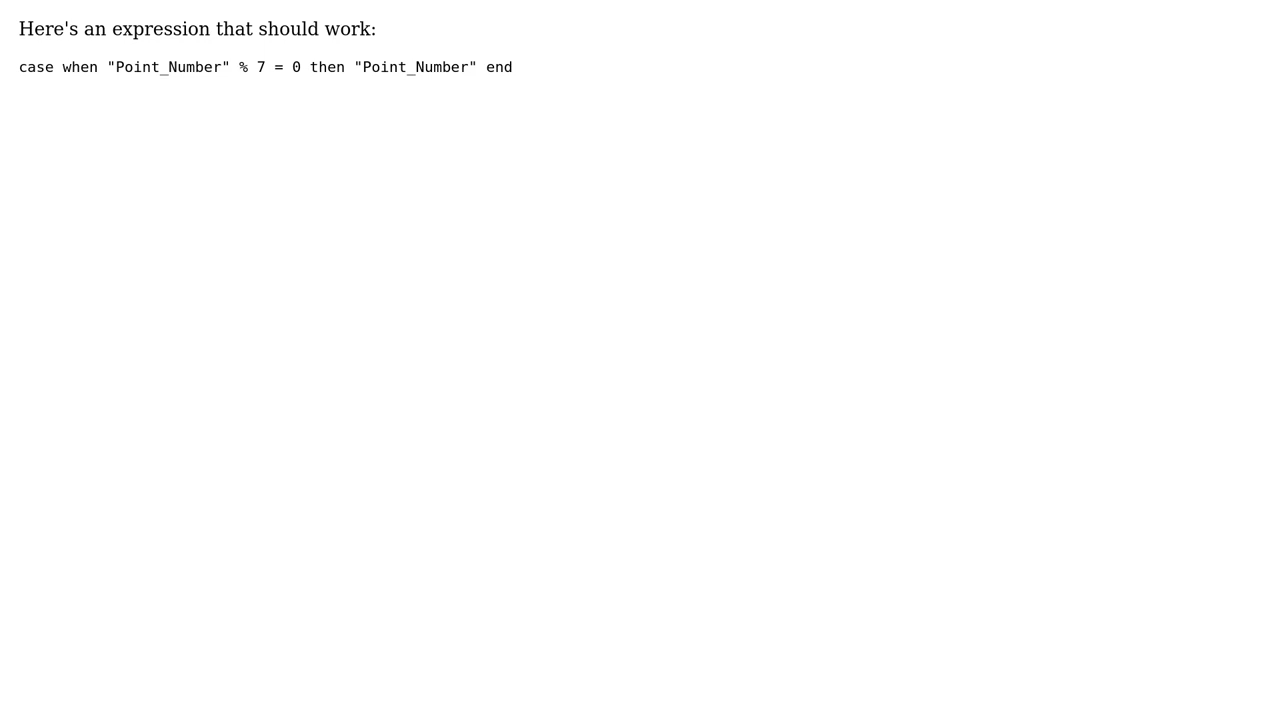 Here's an expression that should work:
case when "Point_Number" % 7 = 0 then "Point_Number" end